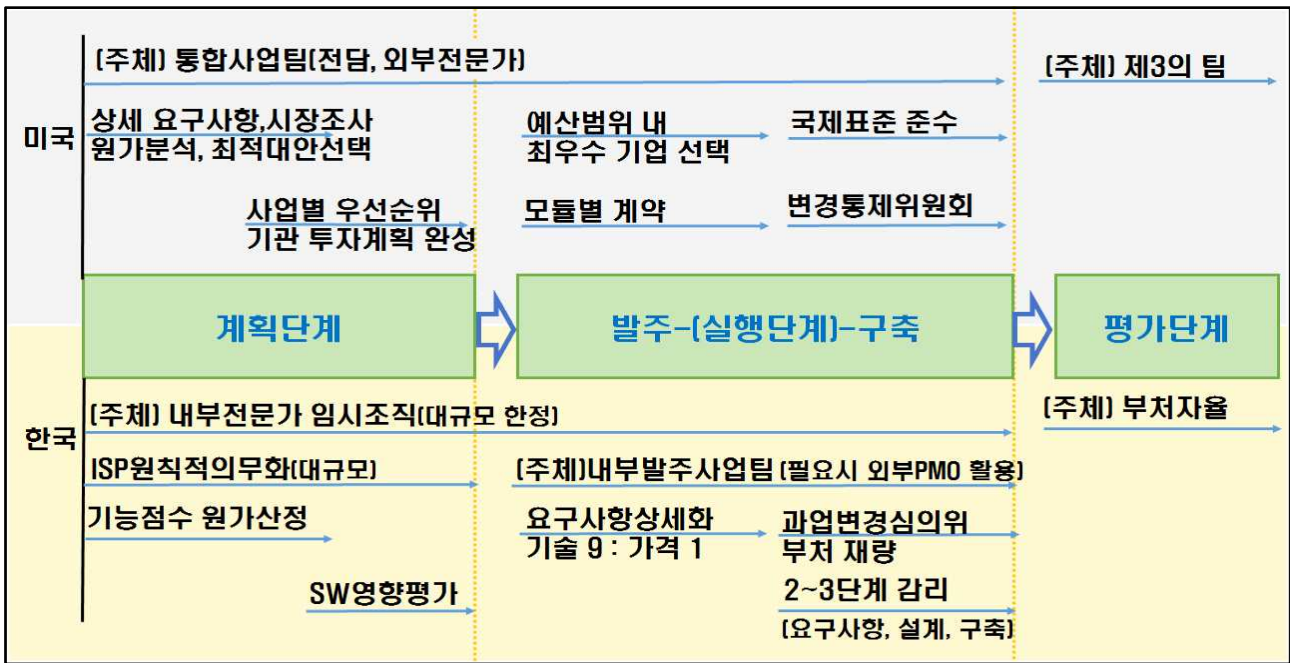 (주체) 통합사업팀(전담, 외부전문가)
(주체) 제3의 팀
미국
상세 요구사항,시장조사
원가분석, 최적대안선택
예산범위 내
최우수 기업 선택
국제표준 준수
사업별 우선순위
기관 투자계획 완성
모듈별 계약
변경통제위원회
계획단계
발주-(실행단계)-구축
평가단계
한국
(주체) 내부전문가 임시조직(대규모 한정)
(주체) 부처자율
ISP원칙적의무화(대규모)
(주체)내부발주사업팀 (필요시 외부PMO 활용)
기능점수 원가산정
요구사항상세화
기술 9 : 가격 1
과업변경심의위
부처 재량
SW영향평가
2~3단계 감리
(요구사항, 설계, 구축)